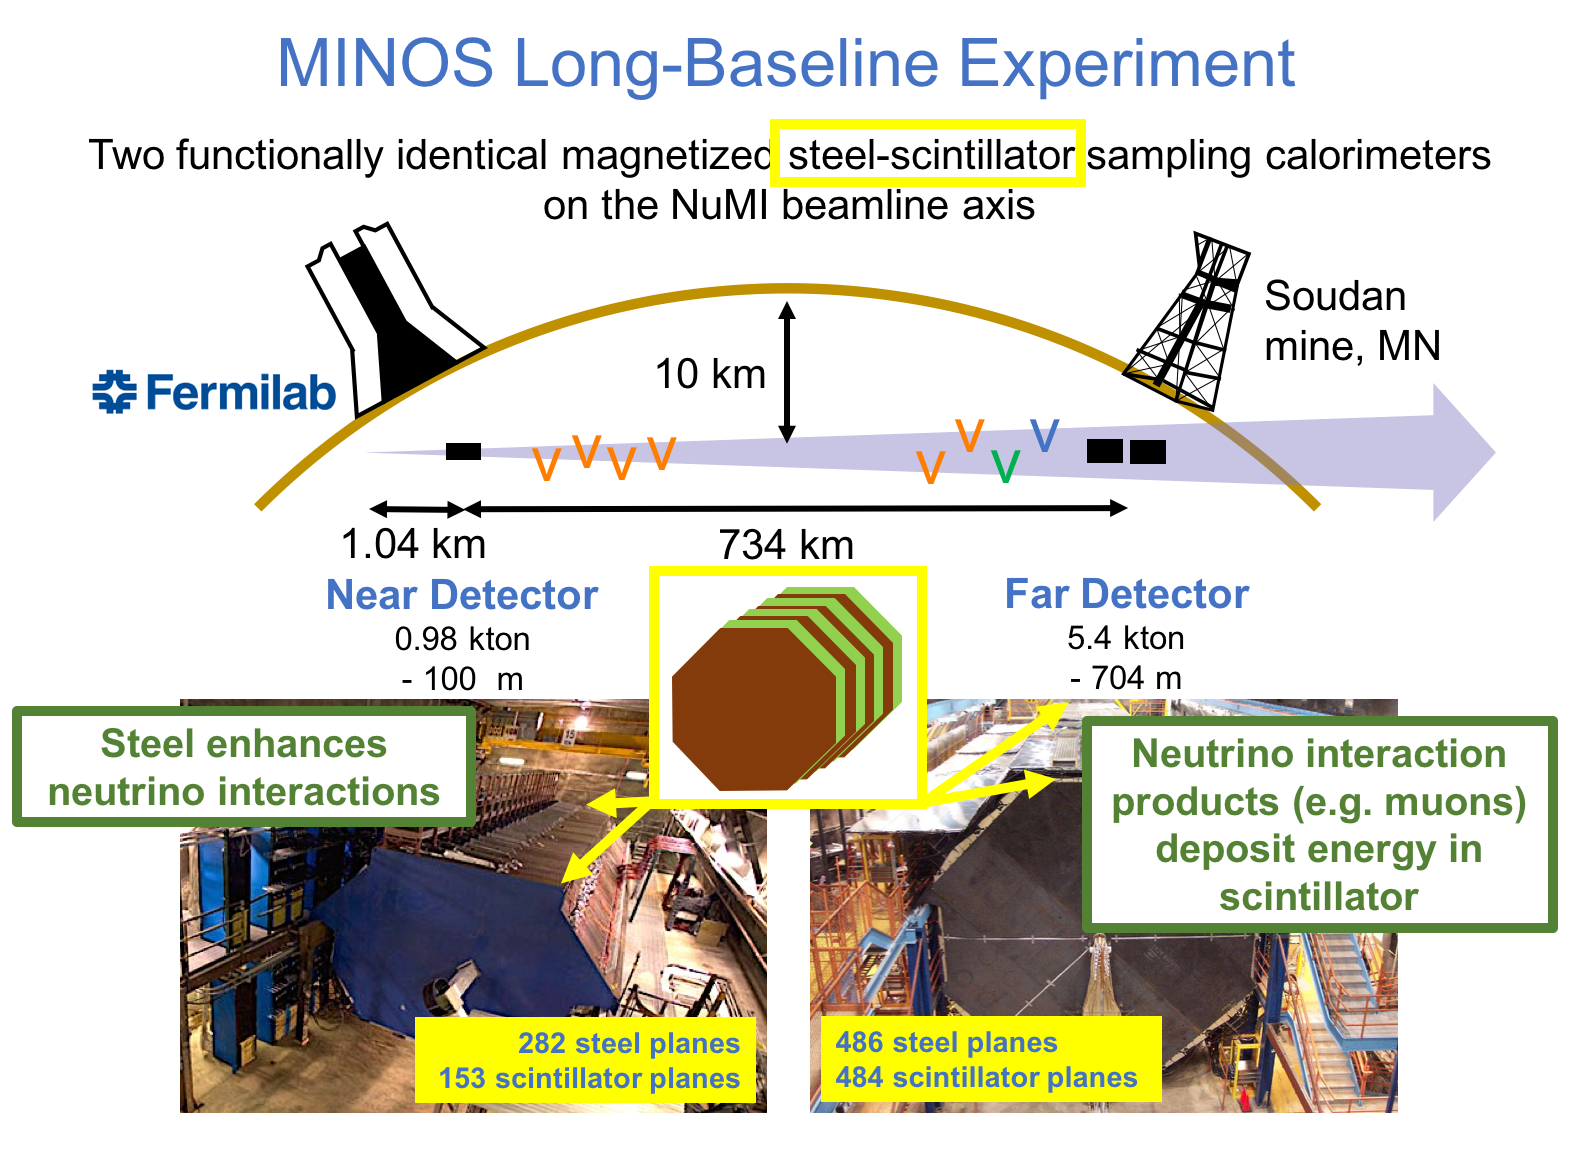 MINOS Long-Baseline Experiment
Two functionally identical magnetized steel-scintillator sampling calorimeters
on the NuMI beamline axis
Soudan
mine, MN
10 km
Fermilab
ν ν ν ν ν ν ν ν
1.04 km
734 km
Near Detector
0.98 kton
- 100 m
Far Detector
5.4 kton
- 704 m
Steel enhances
neutrino interactions
Neutrino interaction
products (e.g. muons)
deposit energy in
scintillator
15
282 steel planes
153 scintillator planes
486 steel planes
484 scintillator planes